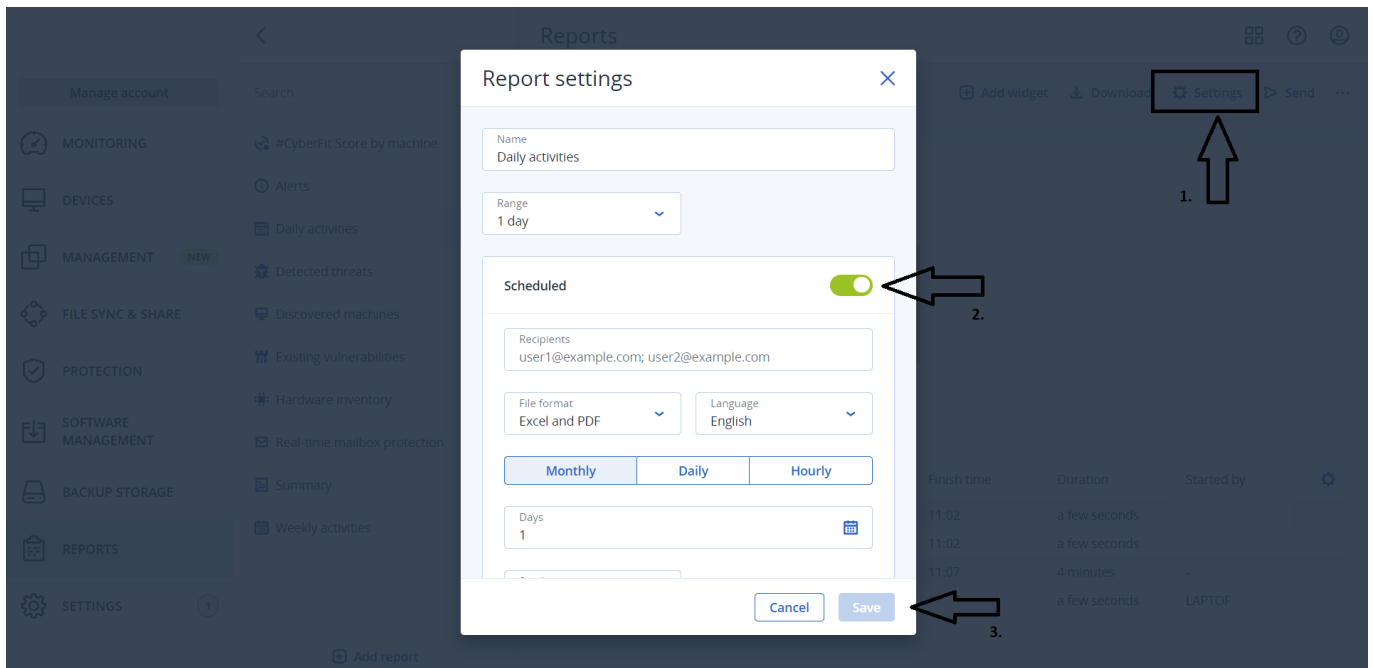 Reports
Manage account
Search
Add widget
Download
Settings
Send
1.
MONITORING
DEVICES
MANAGEMENT
NEW
FILE SYNC & SHARE
PROTECTION
SOFTWARE
MANAGEMENT
BACKUP STORAGE
REPORTS
SETTINGS
1
#CyberFit Score by machine
Alerts
Daily activities
Detected threats
Discovered machines
Existing vulnerabilities
Hardware inventory
Real-time mailbox protection
Summary
Weekly activities
Add report
Report settings
Name
Daily activities
Range
1 day
Scheduled
2.
Recipients
user1@example.com; user2@example.com
File format
Excel and PDF
Language
English
Monthly
Daily
Hourly
Days
1
Cancel
Save
3.
Finish time
Duration
Started by
11:02
a few seconds
11:02
a few seconds
11:07
4 minutes
-
a few seconds
LAPTOF